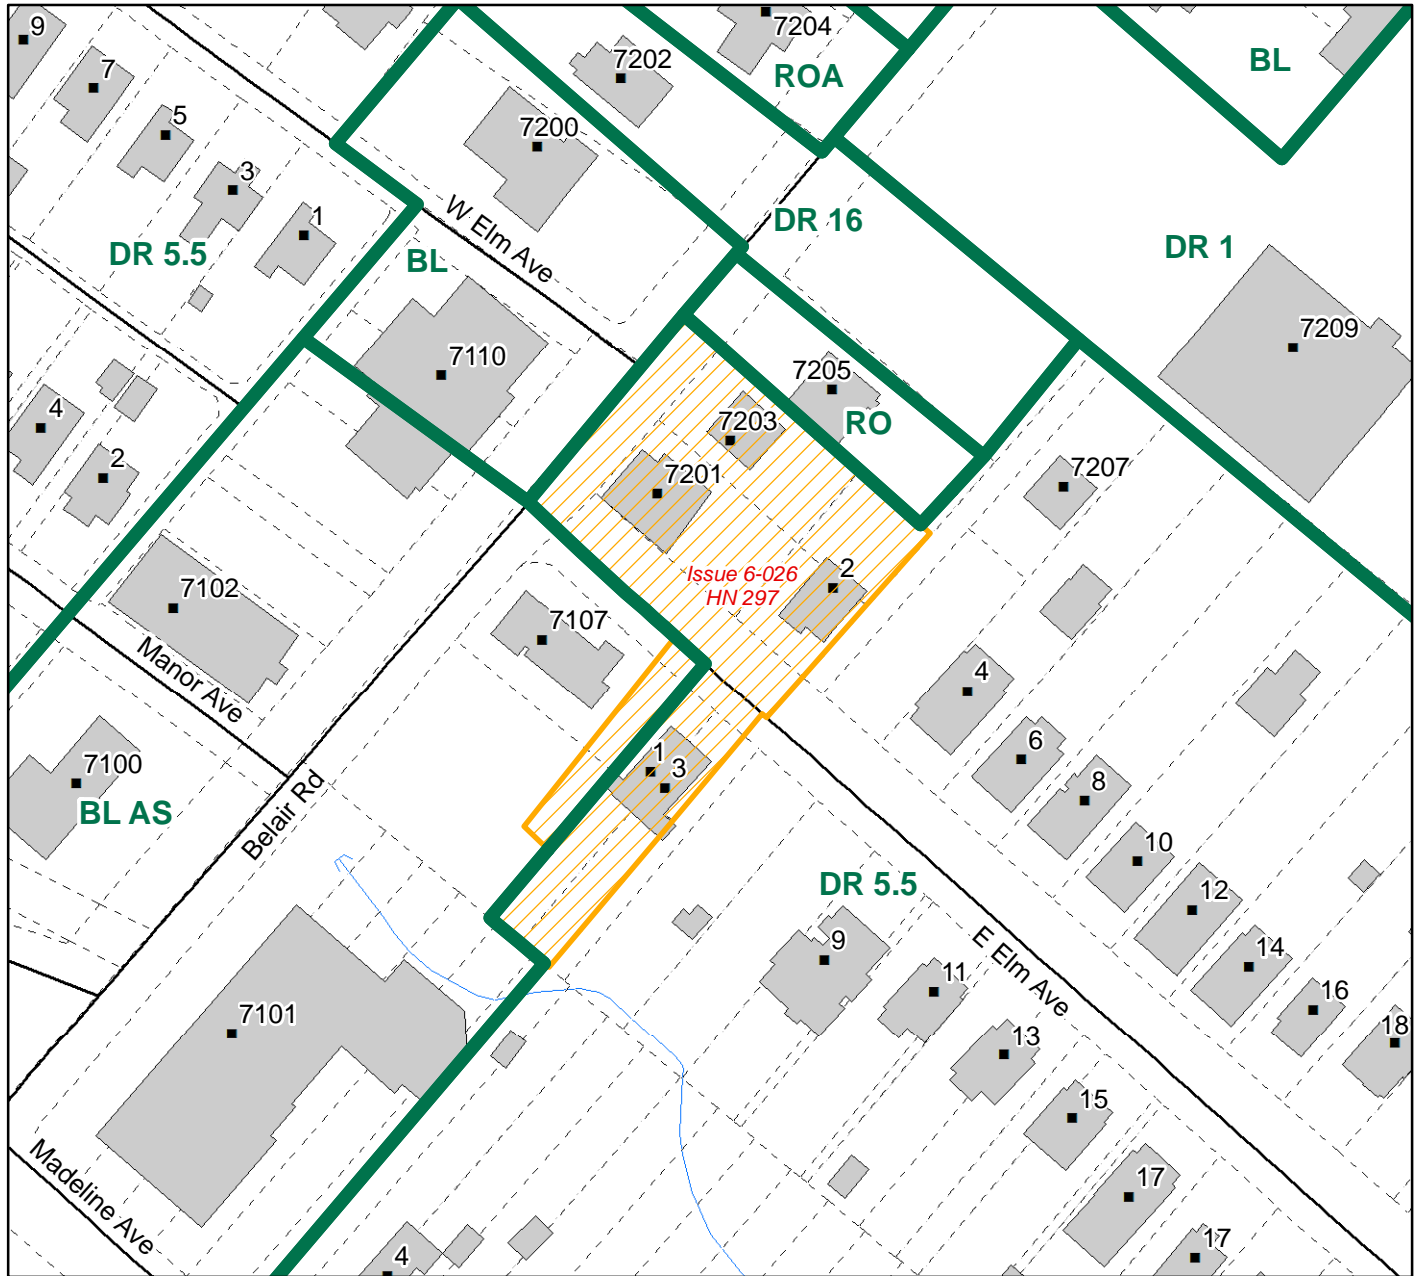 9
7204
7202
BL
7
ROA
5
7200
3
1
W Elm Ave
DR 16
DR 5.5
BL
DR 1
7209
7110
7205
4
7203
RO
2
7201
7207
Issue 6-026
HN 297
2
7102
7107
Manor Ave
4
1
6
3
7100
8
BL AS
Belair Rd
10
DR 5.5
12
9
E Elm Ave
14
11
16
7101
13
18
15
Madeline Ave
17
4
17